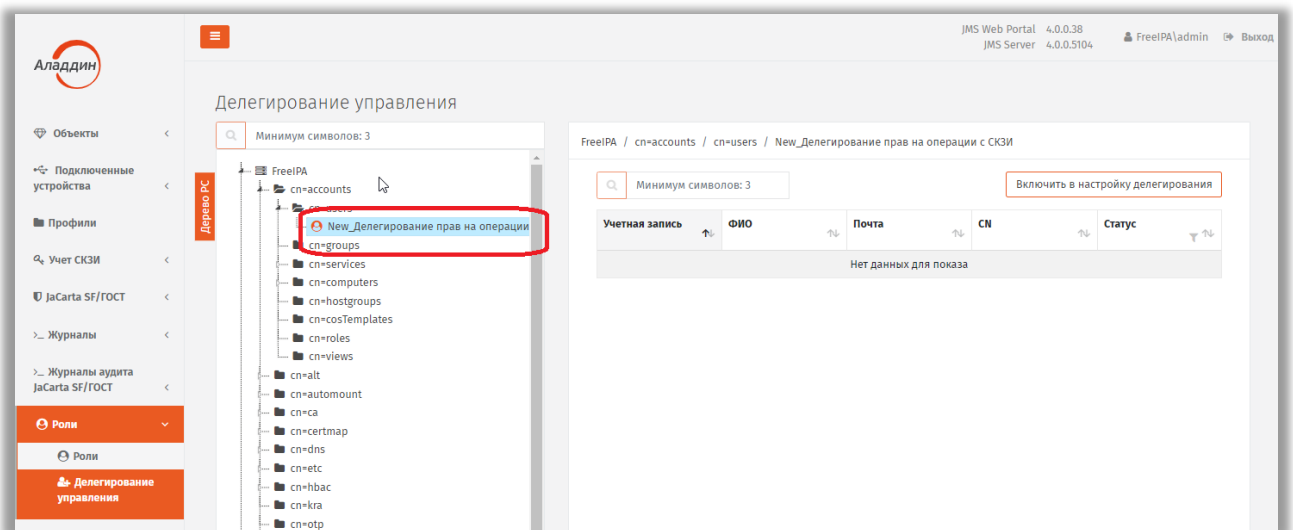 JMS Web Portal 4.0.0.38
JMS Server 4.0.0.5104
FreeIPA\admin
Выход
Аладдин
Объекты
Подключенные
устройства
Профили
Учет СКЗИ
JaCarta SF/ГОСТ
Журналы
Журналы аудита
JaCarta SF/ГОСТ
Роли
Роли
Делегирование
управления
Делегирование управления
Минимум символов: 3
Дерево РС
FreeIPA
cn=accounts
cn=users
New_Делегирование прав на операции
cn=groups
cn=services
cn=computers
cn=hostgroups
cn=cosTemplates
cn=roles
cn=views
cn=alt
cn=automount
cn=ca
cn=certmap
cn=dns
cn=etc
cn=hbac
cn=kra
cn=otp
FreeIPA / cn=accounts / cn=users / New_Делегирование прав на операции с СКЗИ
Минимум символов: 3
Включить в настройку делегирования
Учетная запись ФИО Почта CN Статус
Нет данных для показа